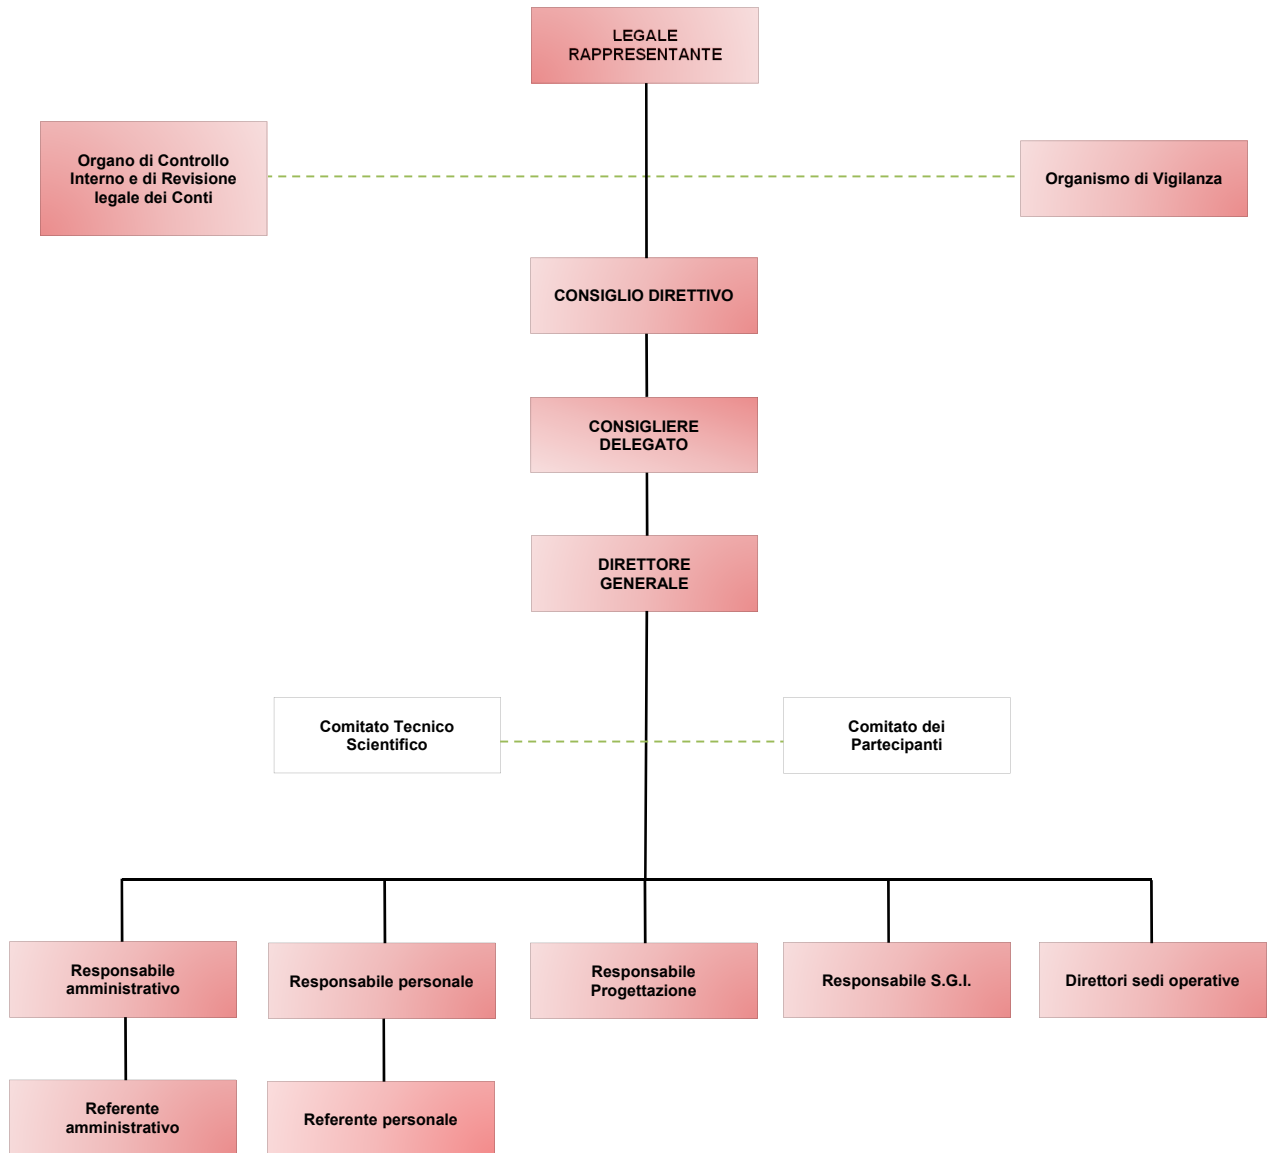 LEGALE
RAPPRESENTANTE
Organo di Controllo
Interno e di Revisione
legale dei Conti
Organismo di Vigilanza
CONSIGLIO DIRETTIVO
CONSIGLIERE
DELEGATO
DIRETTORE
GENERALE
Comitato Tecnico
Scientifico
Comitato dei
Partecipanti
Responsabile
amministrativo
Responsabile personale
Responsabile
Progettazione
Responsabile S.G.I.
Direttori sedi operative
Referente
amministrativo
Referente personale